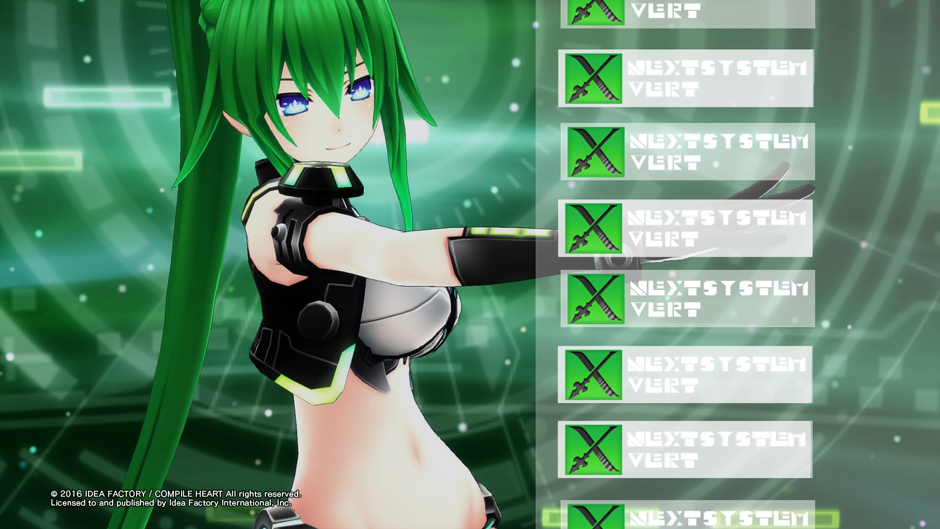 VERT
NEXTSYSTEM
VERT
NEXTSYSTEM
VERT
NEXTSYSTEM
VERT
NEXTSYSTEM
VERT
NEXTSYSTEM
VERT
NEXTSYSTEM
VERT
NEXTSYSTEM
© 2016 IDEA FACTORY / COMPILE HEART All rights reserved.
Licensed to and published by Idea Factory International, Inc.